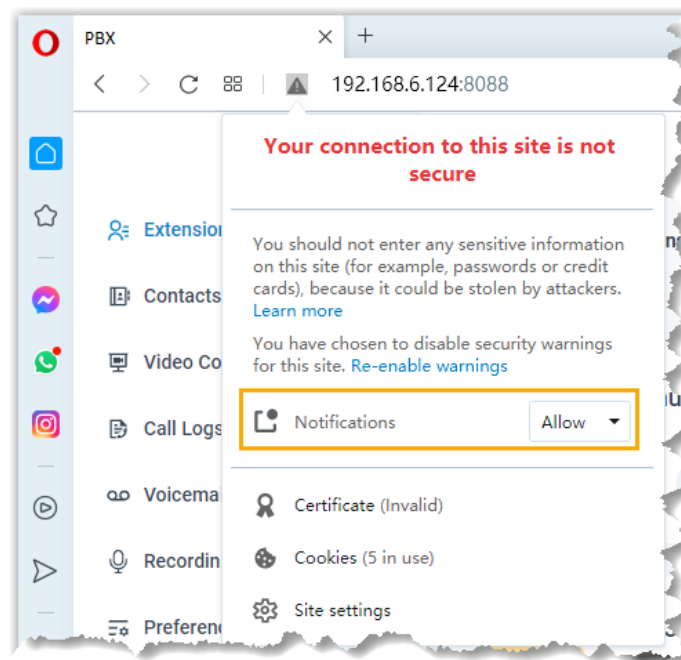 PBX
192.168.6.124:8088
Your connection to this site is not
secure
You should not enter any sensitive information
on this site (for example, passwords or credit
cards), because it could be stolen by attackers.
Learn more
You have chosen to disable security warnings
for this site. Re-enable warnings
Notifications
Allow
Certificate (Invalid)
Cookies (5 in use)
Site settings
Extension
Contacts
Video Co
Call Logs
Voicemai
Recordin
Preferen